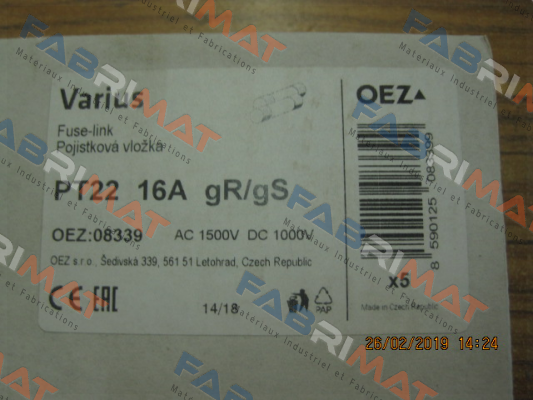 Varius
OEZ
Fuse-link
Pojistková vložka
PT22 16A gR/gS
OEZ:08339 AC 1500V DC 1000V
OEZ s.r.o., Šedivská 339, 561 51 Letohrad, Czech Republic
CE EAC
14/18
PAP
8 590125 083399
x5
Made in Czech Republic
26/02/2019 14:24
FABRIMAT
Materiaux Industriel et Fabrications